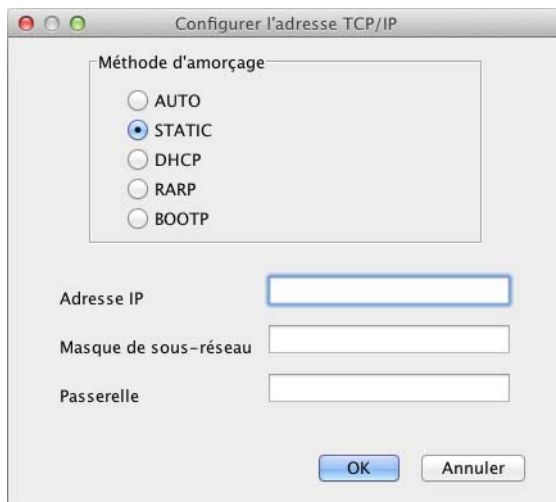 Configurer l'adresse TCP/IP
Méthode d'amorçage
AUTO
STATIC
DHCP
RARP
BOOTP
Adresse IP
Masque de sous-réseau
Passerelle
OK
Annuler